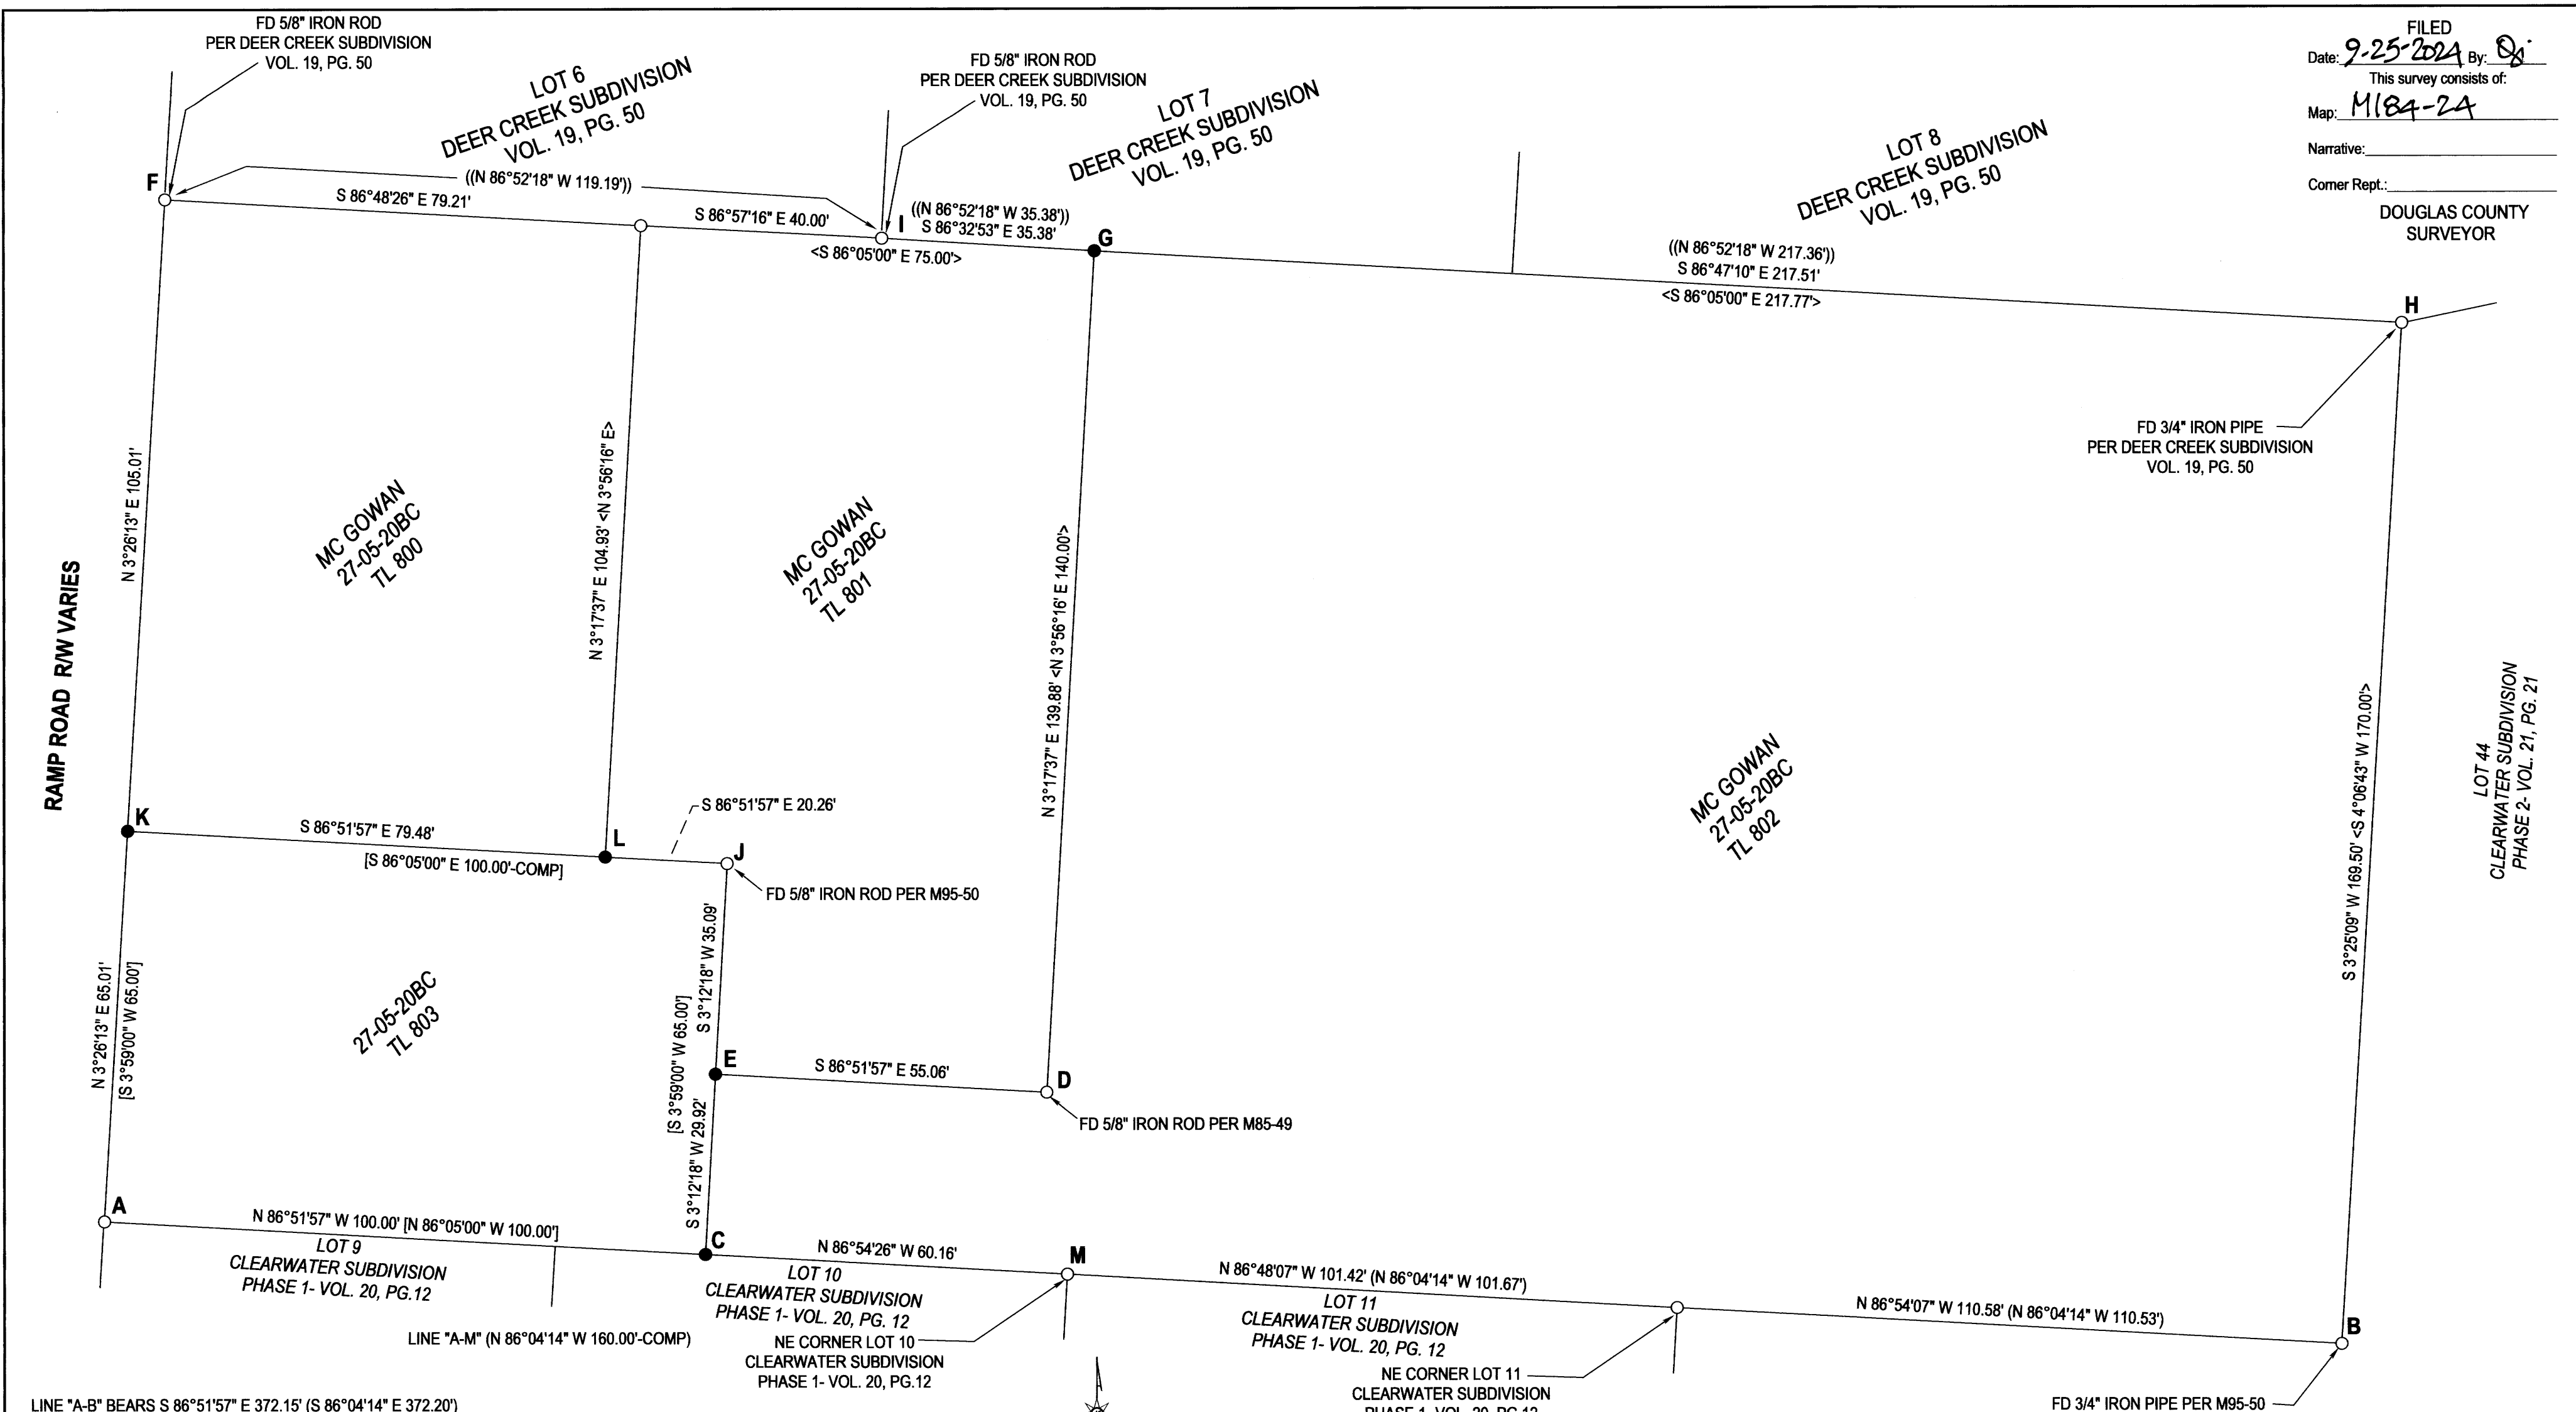 FD 5/8" IRON ROD
PER DEER CREEK SUBDIVISION
VOL. 19, PG. 50
LOT 6
DEER CREEK SUBDIVISION
VOL. 19, PG. 50
FD 5/8" IRON ROD
PER DEER CREEK SUBDIVISION
VOL. 19, PG. 50
LOT 7
DEER CREEK SUBDIVISION
VOL. 19, PG. 50
LOT 8
DEER CREEK SUBDIVISION
VOL. 19, PG. 50
FILED
Date: 9-25-2024 By:
This survey consists of:
Map: M184-24
Narrative:
Corner Rept.:
DOUGLAS COUNTY
SURVEYOR
F
((N 86°52'18" W 119.19'))
S 86°48'26" E 79.21'
S 86°57'16" E 40.00'
I
((N 86°52'18" W 35.38'))
S 86°32'53" E 35.38'
<S 86°05'00" E 75.00'>
G
((N 86°52'18" W 217.36'))
S 86°47'10" E 217.51'
<S 86°05'00" E 217.77'>
H
FD 3/4" IRON PIPE
PER DEER CREEK SUBDIVISION
VOL. 19, PG. 50
N 3°26'13" E 105.01'
MC GOWAN
27-05-20BC
TL 800
N 3°17'37" E 104.93' <N 3°56'16" E>
MC GOWAN
27-05-20BC
TL 801
N 3°17'37" E 139.88' <N 3°56'16' E 140.00'>
RAMP ROAD R/W VARIES
MC GOWAN
27-05-20BC
TL 802
S 3°25'09" W 169.50' <S 4°06'43" W 170.00'>
LOT 44
CLEARWATER SUBDIVISION
PHASE 2- VOL. 21, PG. 21
K
S 86°51'57" E 79.48'
[S 86°05'00" E 100.00'-COMP]
L
S 86°51'57" E 20.26'
J
FD 5/8" IRON ROD PER M95-50
N 3°26'13" E 65.01'
[S 3°59'00" W 65.00']
27-05-20BC
TL 803
S 3°12'18" W 35.09'
[S 3°59'00" W 65.00']
E
S 86°51'57" E 55.06'
D
FD 5/8" IRON ROD PER M85-49
S 3°12'18" W 29.92'
A
N 86°51'57" W 100.00' [N 86°05'00" W 100.00']
LOT 9
CLEARWATER SUBDIVISION
PHASE 1- VOL. 20, PG.12
C
N 86°54'26" W 60.16'
M
LOT 10
CLEARWATER SUBDIVISION
PHASE 1- VOL. 20, PG. 12
N 86°48'07" W 101.42' (N 86°04'14" W 101.67')
LOT 11
CLEARWATER SUBDIVISION
PHASE 1- VOL. 20, PG. 12
N 86°54'07" W 110.58' (N 86°04'14" W 110.53')
B
LINE "A-M" (N 86°04'14" W 160.00'-COMP)
NE CORNER LOT 10
CLEARWATER SUBDIVISION
PHASE 1- VOL. 20, PG.12
NE CORNER LOT 11
CLEARWATER SUBDIVISION
PHASE 1- VOL. 20, PG.12
FD 3/4" IRON PIPE PER M95-50
LINE "A-B" BEARS S 86°51'57" E 372.15' (S 86°04'14" E 372.20')